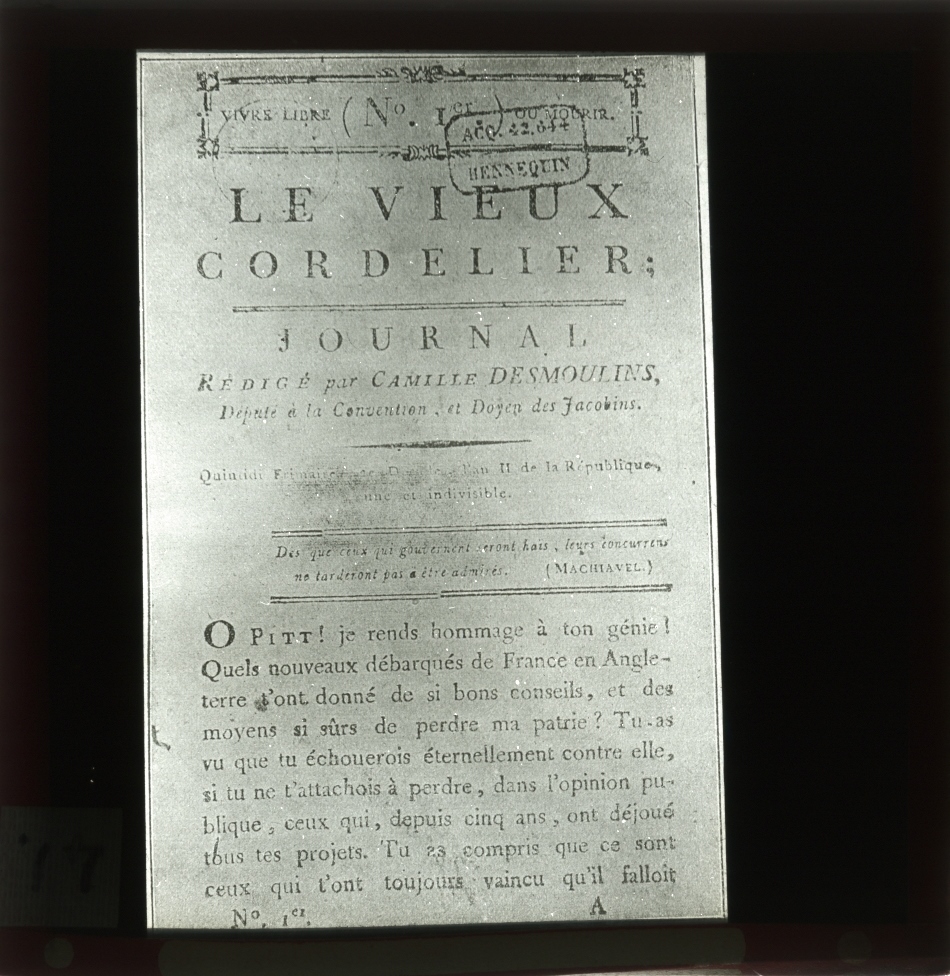 VIVRE LIBRE (No. 1er.) OU MOURIR.
ACQ. 42.644
HENNEQUIN
LE VIEUX
CORDELIER;
JOURNAL
RÉDIGÉ par CAMILLE DESMOULINS,
Député à la Convention, et Doyen des Jacobins.
Quintidi Frimaire l'an II de la République,
une et indivisible.
Dès que ceux qui gouvernent seront haïs, leurs concurrens
ne tarderont pas à être admirés. (MACHIAVEL.)
O PITT! je rends hommage à ton génie!
Quels nouveaux débarqués de France en Angle-
terre t'ont donné de si bons conseils, et des
moyens si sûrs de perdre ma patrie? Tu as
vu que tu échouerois éternellement contre elle,
si tu ne t'attachois à perdre, dans l'opinion pu-
blique, ceux qui, depuis cinq ans, ont déjoué
tous tes projets. Tu as compris que ce sont
ceux qui t'ont toujours vaincu qu'il falloit
No. 1er. A